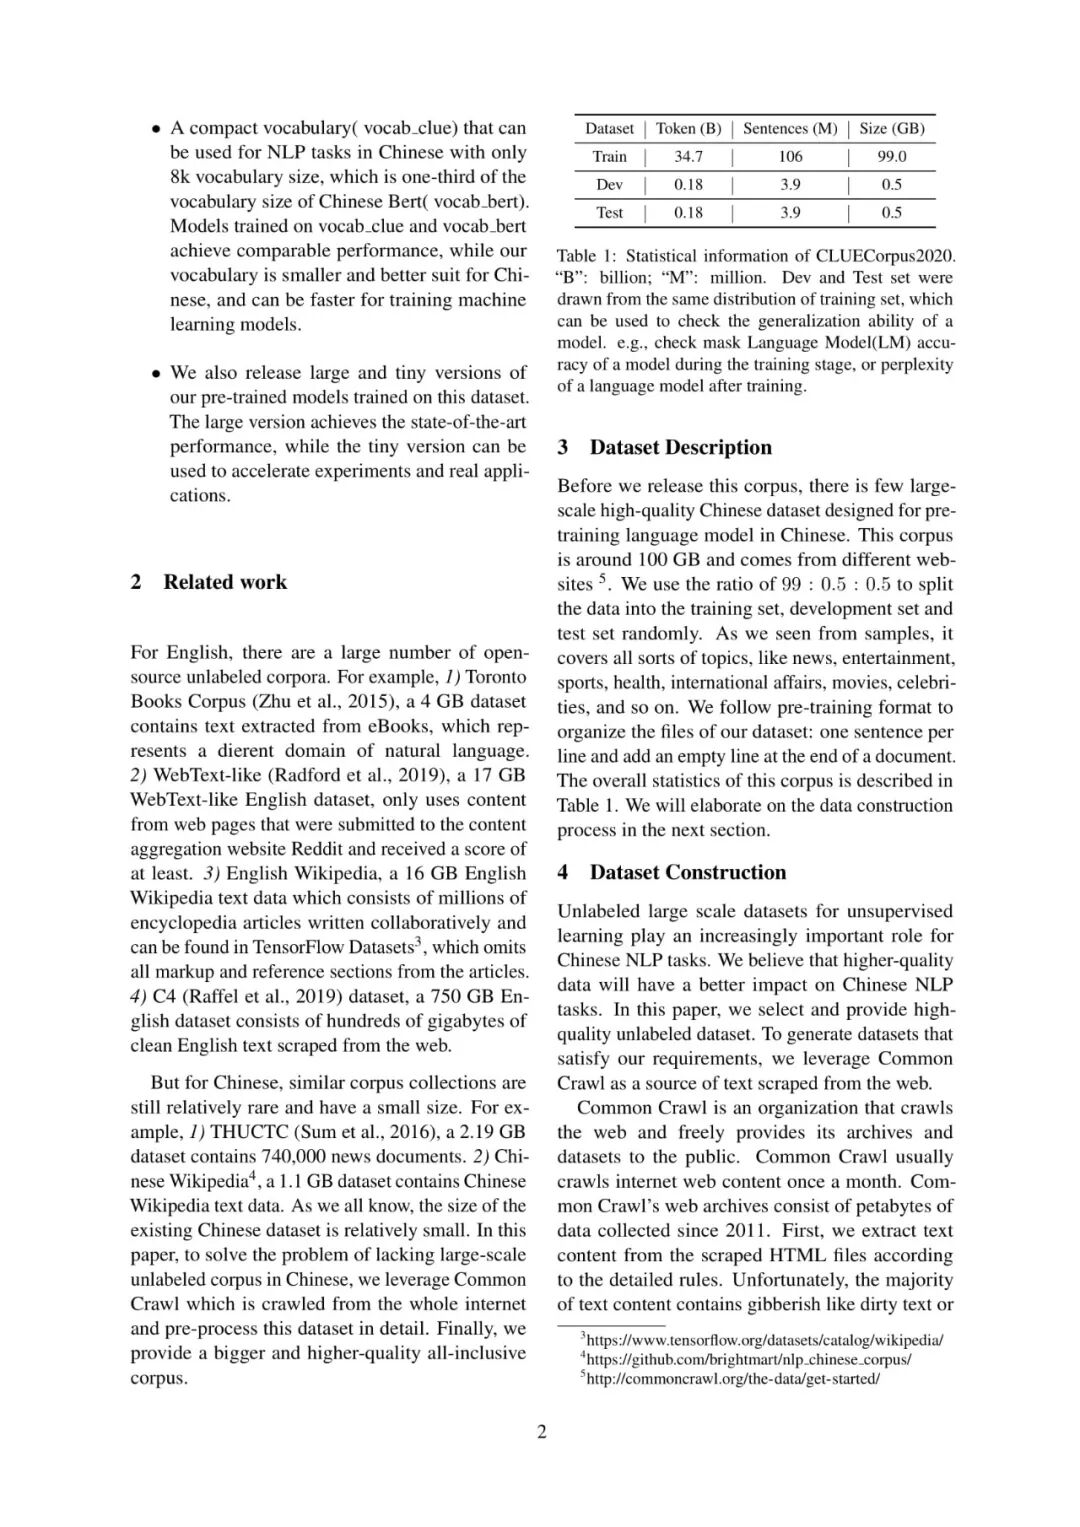 • A compact vocabulary( vocab_clue) that can
be used for NLP tasks in Chinese with only
8k vocabulary size, which is one-third of the
vocabulary size of Chinese Bert( vocab_bert).
Models trained on vocab_clue and vocab_bert
achieve comparable performance, while our
vocabulary is smaller and better suit for Chi-
nese, and can be faster for training machine
learning models.
• We also release large and tiny versions of
our pre-trained models trained on this dataset.
The large version achieves the state-of-the-art
performance, while the tiny version can be
used to accelerate experiments and real appli-
cations.
2 Related work
For English, there are a large number of open-
source unlabeled corpora. For example, 1) Toronto
Books Corpus (Zhu et al., 2015), a 4 GB dataset
contains text extracted from eBooks, which rep-
resents a dierent domain of natural language.
2) WebText-like (Radford et al., 2019), a 17 GB
WebText-like English dataset, only uses content
from web pages that were submitted to the content
aggregation website Reddit and received a score of
at least. 3) English Wikipedia, a 16 GB English
Wikipedia text data which consists of millions of
encyclopedia articles written collaboratively and
can be found in TensorFlow Datasets3, which omits
all markup and reference sections from the articles.
4) C4 (Raffel et al., 2019) dataset, a 750 GB En-
glish dataset consists of hundreds of gigabytes of
clean English text scraped from the web.
But for Chinese, similar corpus collections are
still relatively rare and have a small size. For ex-
ample, 1) THUCTC (Sum et al., 2016), a 2.19 GB
dataset contains 740,000 news documents. 2) Chi-
nese Wikipedia4, a 1.1 GB dataset contains Chinese
Wikipedia text data. As we all know, the size of the
existing Chinese dataset is relatively small. In this
paper, to solve the problem of lacking large-scale
unlabeled corpus in Chinese, we leverage Common
Crawl which is crawled from the whole internet
and pre-process this dataset in detail. Finally, we
provide a bigger and higher-quality all-inclusive
corpus.
Dataset | Token (B) | Sentences (M) | Size (GB)
Train | 34.7 | 106 | 99.0
Dev | 0.18 | 3.9 | 0.5
Test | 0.18 | 3.9 | 0.5
Table 1: Statistical information of CLUECorpus2020.
“B”: billion; “M”: million. Dev and Test set were
drawn from the same distribution of training set, which
can be used to check the generalization ability of a
model. e.g., check mask Language Model(LM) accu-
racy of a model during the training stage, or perplexity
of a language model after training.
3 Dataset Description
Before we release this corpus, there is few large-
scale high-quality Chinese dataset designed for pre-
training language model in Chinese. This corpus
is around 100 GB and comes from different web-
sites 5. We use the ratio of 99 : 0.5 : 0.5 to split
the data into the training set, development set and
test set randomly. As we seen from samples, it
covers all sorts of topics, like news, entertainment,
sports, health, international affairs, movies, celebri-
ties, and so on. We follow pre-training format to
organize the files of our dataset: one sentence per
line and add an empty line at the end of a document.
The overall statistics of this corpus is described in
Table 1. We will elaborate on the data construction
process in the next section.
4 Dataset Construction
Unlabeled large scale datasets for unsupervised
learning play an increasingly important role for
Chinese NLP tasks. We believe that higher-quality
data will have a better impact on Chinese NLP
tasks. In this paper, we select and provide high-
quality unlabeled dataset. To generate datasets that
satisfy our requirements, we leverage Common
Crawl as a source of text scraped from the web.
Common Crawl is an organization that crawls
the web and freely provides its archives and
datasets to the public. Common Crawl usually
crawls internet web content once a month. Com-
mon Crawl’s web archives consist of petabytes of
data collected since 2011. First, we extract text
content from the scraped HTML files according
to the detailed rules. Unfortunately, the majority
of text content contains gibberish like dirty text or
3https://www.tensorflow.org/datasets/catalog/wikipedia/
4https://github.com/brightmart/nlp_chinese_corpus/
5http://commoncrawl.org/the-data/get-started/
2